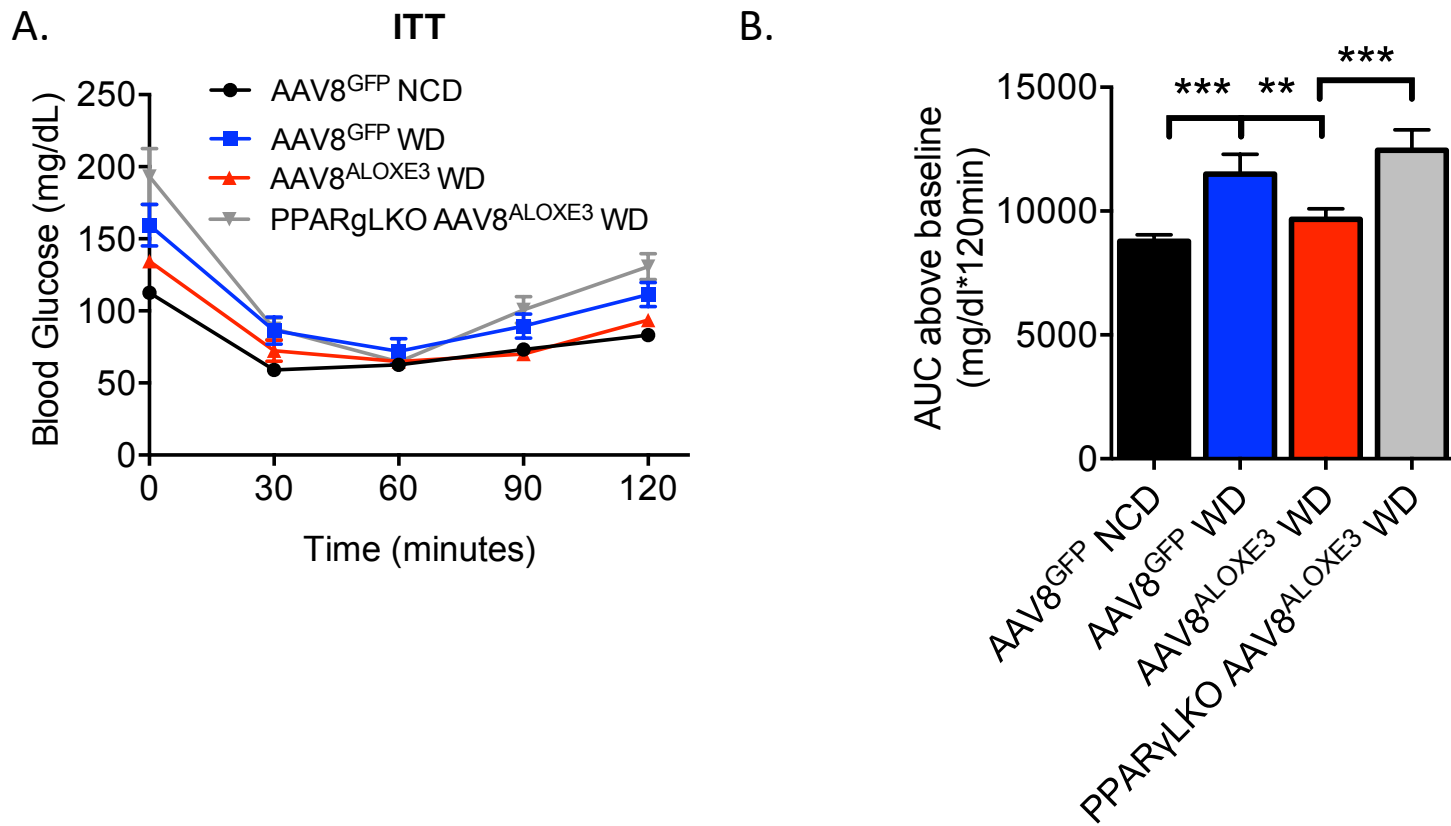 A.
ITT
AAV8GFP NCD
AAV8GFP WD
AAV8ALOXE3 WD
PPARgLKO AAV8ALOXE3 WD
Blood Glucose (mg/dL)
250
200
150
100
50
0
0 30 60 90 120
Time (minutes)
B.
*** ** ***
AUC above baseline
(mg/dl*120min)
15000
10000
5000
0
AAV8GFP NCD
AAV8GFP WD
AAV8ALOXE3 WD
PPARγLKO AAV8ALOXE3 WD